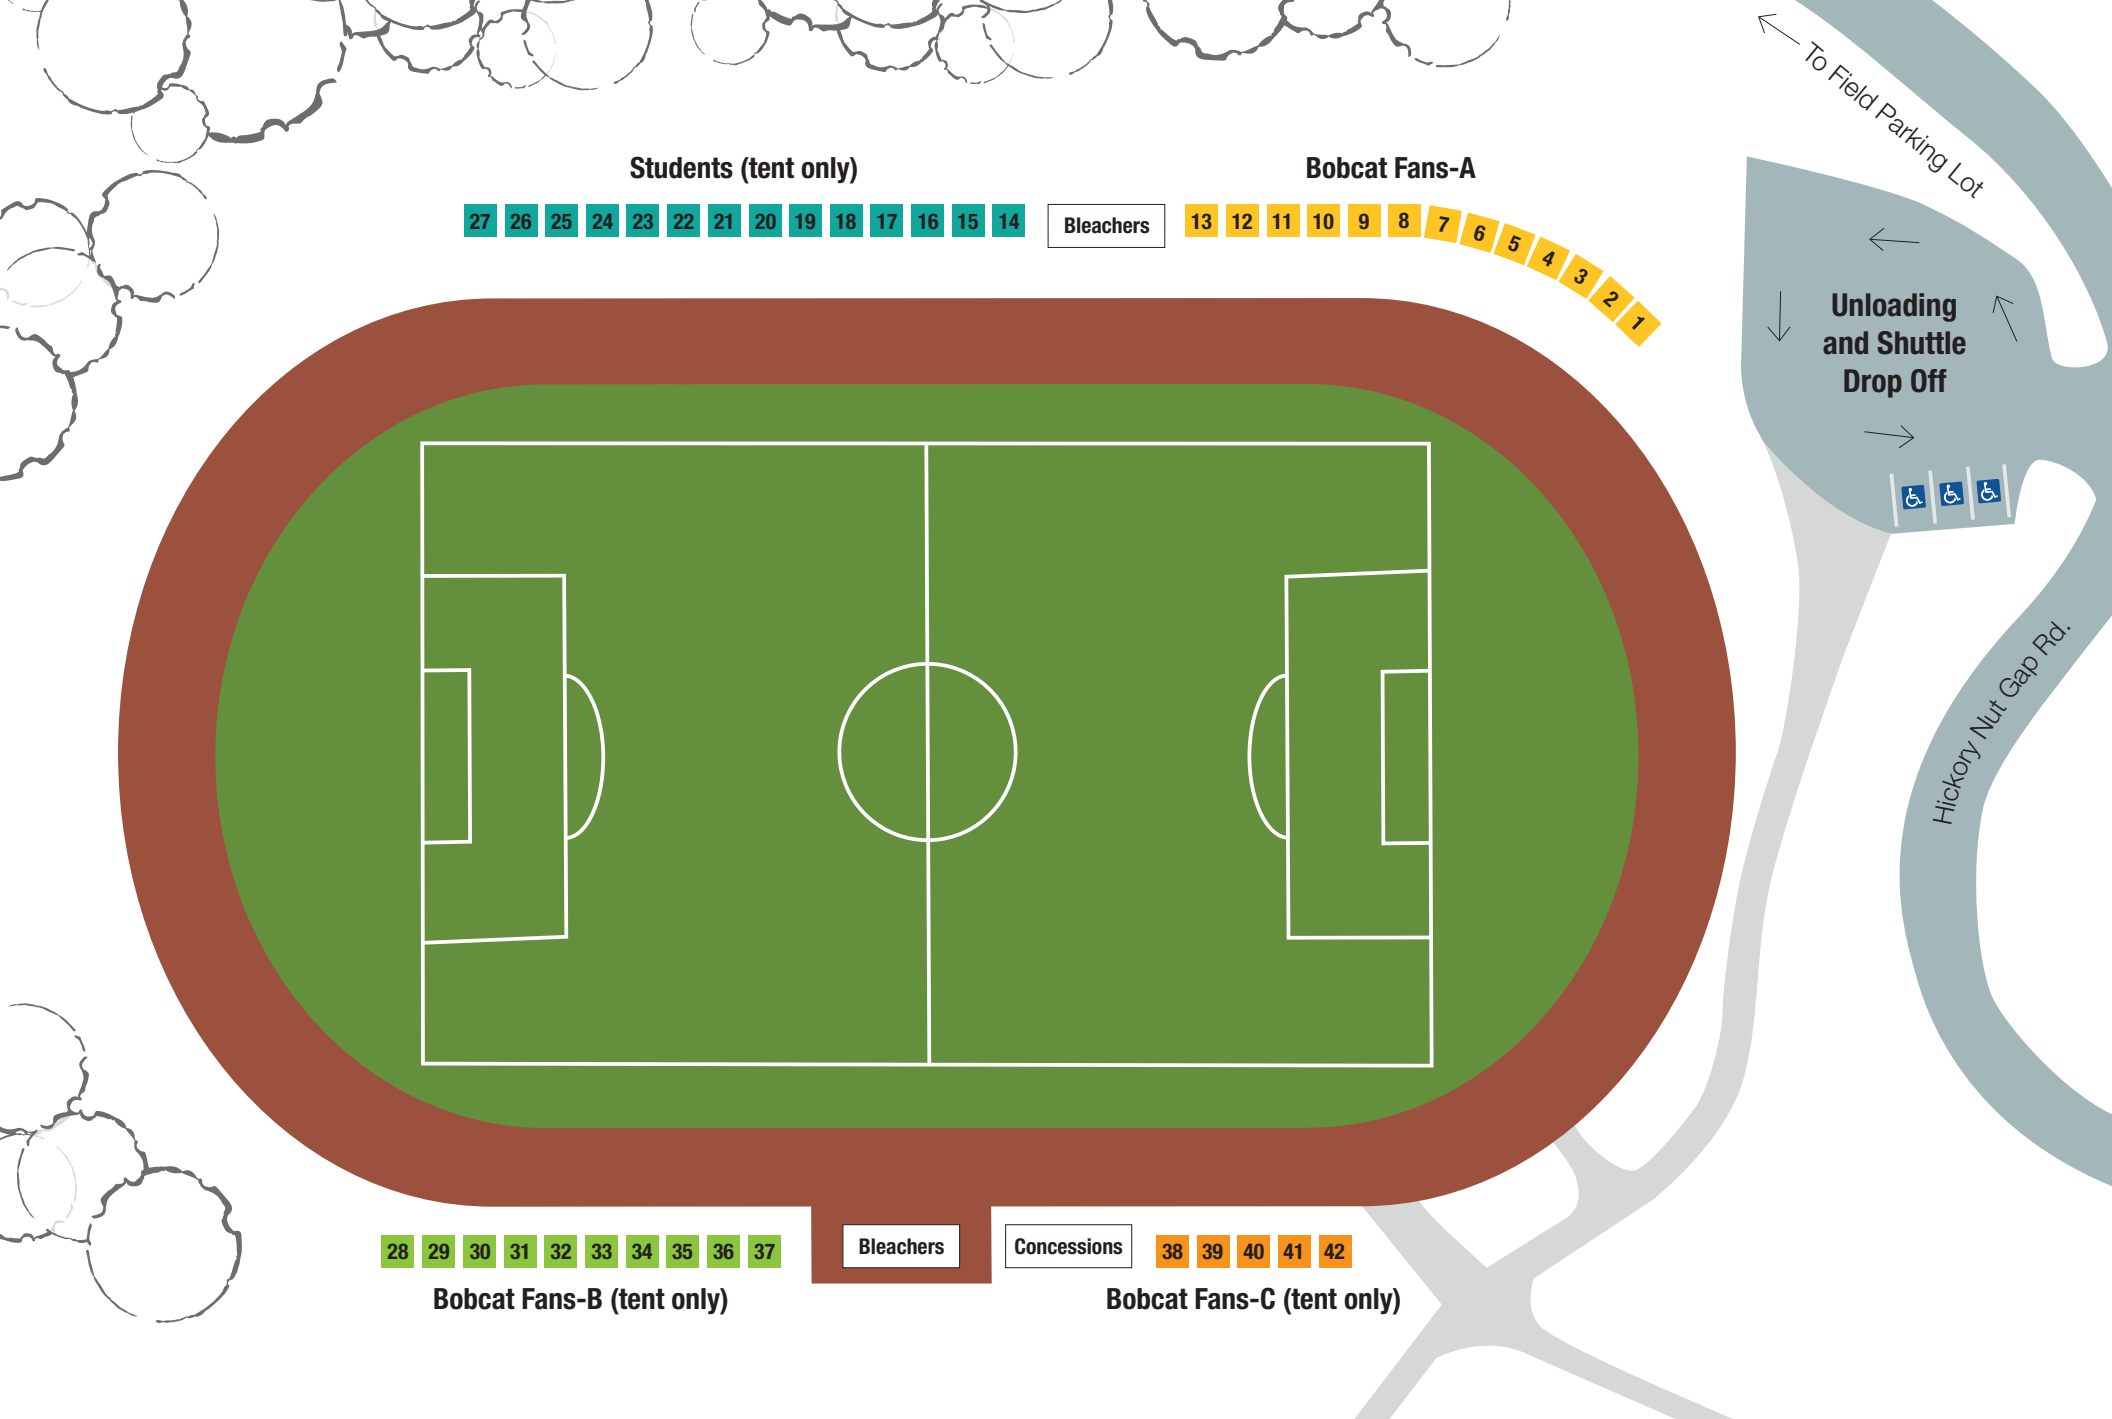 To Field Parking Lot
Students (tent only)
Bobcat Fans-A
27 26 25 24 23 22 21 20 19 18 17 16 15 14
Bleachers
13 12 11 10 9 8 7 6 5 4 3 2 1
Unloading
and Shuttle
Drop Off
Hickory Nut Gap Rd.
28 29 30 31 32 33 34 35 36 37
Bleachers
Concessions
38 39 40 41 42
Bobcat Fans-B (tent only)
Bobcat Fans-C (tent only)